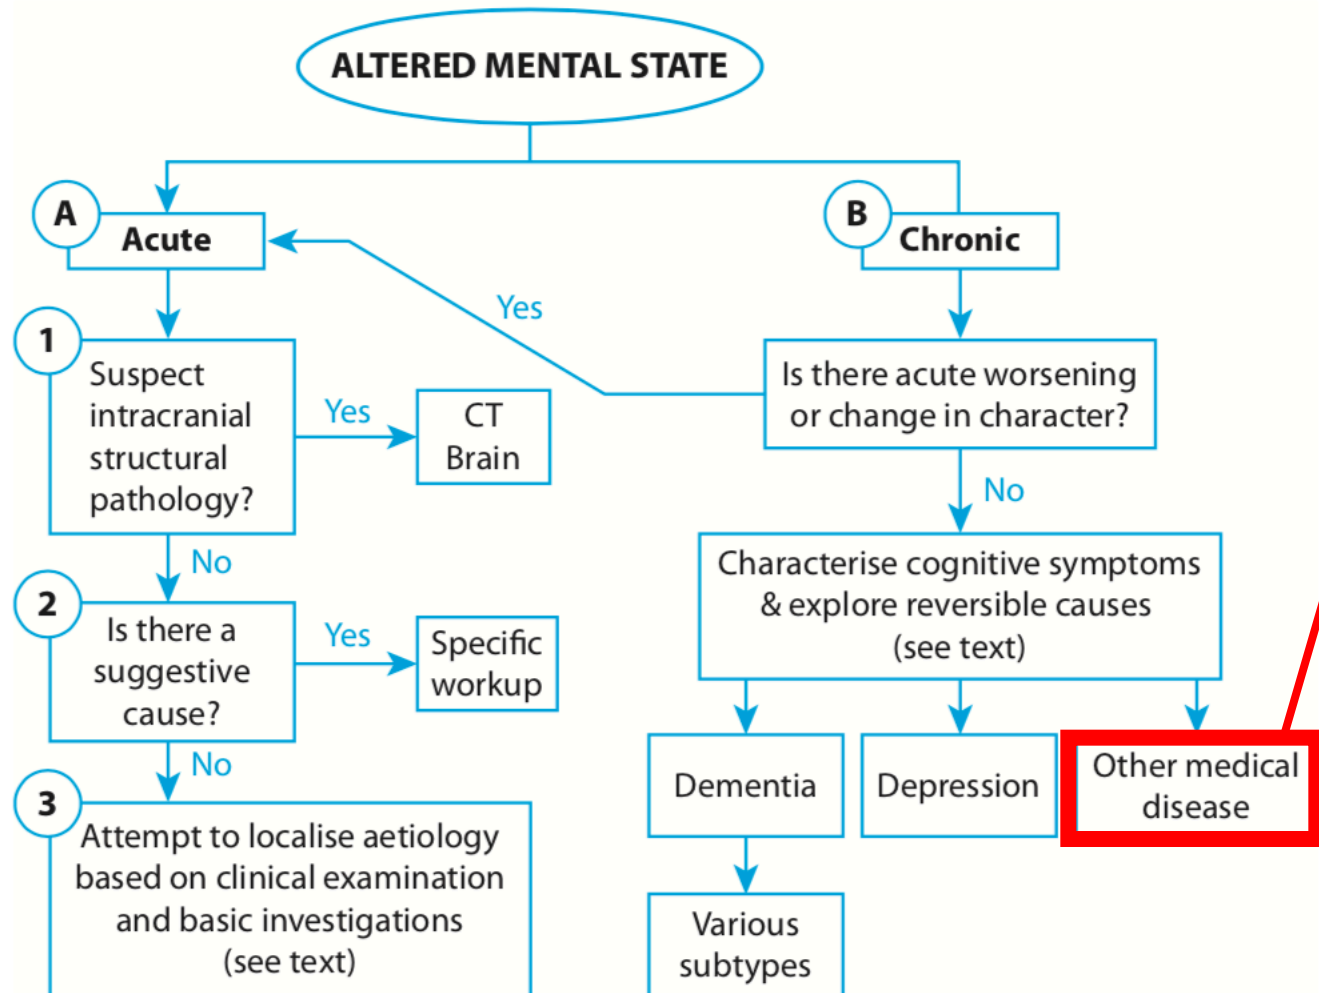 ALTERED MENTAL STATE
A
Acute
B
Chronic
Yes
1
Suspect
intracranial
structural
pathology?
Yes
CT
Brain
Is there acute worsening
or change in character?
No
No
2
Is there a
suggestive
cause?
Yes
Specific
workup
Characterise cognitive symptoms
& explore reversible causes
(see text)
No
3
Attempt to localise aetiology
based on clinical examination
and basic investigations
(see text)
Dementia
Depression
Other medical
disease
Various
subtypes